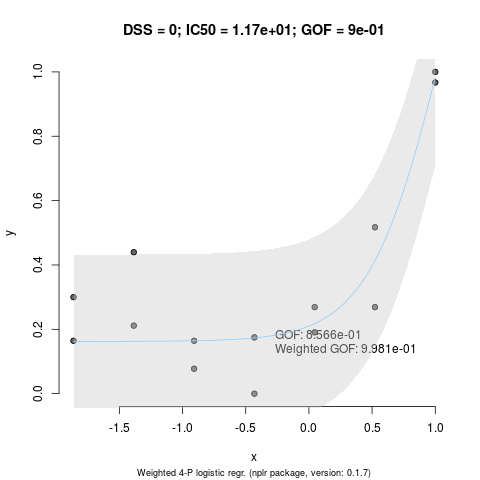 DSS = 0; IC50 = 1.17e+01; GOF = 9e-01
1.0
0.8
0.6
0.4
0.2
0.0
y
GOF: 8.566e-01
Weighted GOF: 9.981e-01
-1.5 -1.0 -0.5 0.0 0.5 1.0
x
Weighted 4-P logistic regr. (nplr package, version: 0.1.7)